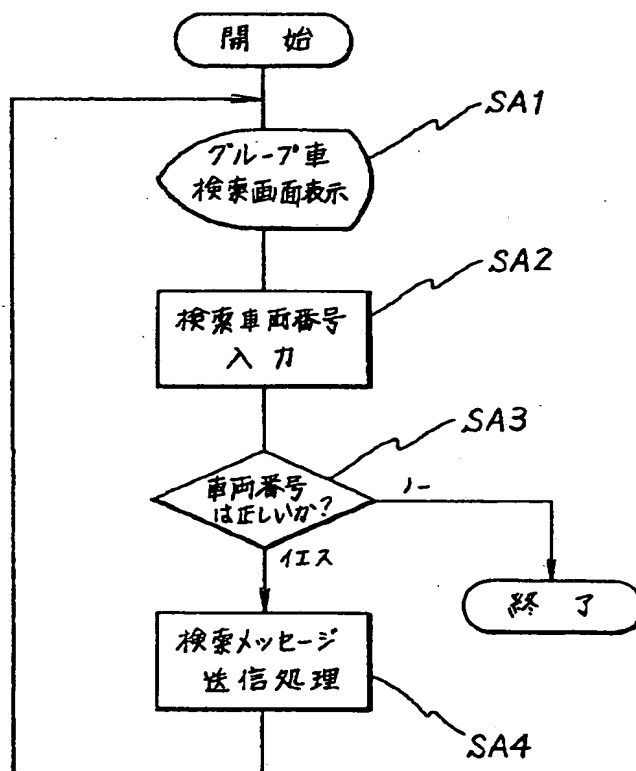 開始
SA1
グループ車
検索画面表示
SA2
検索車両番号
入力
SA3
車両番号
は正しいか?
ノー
イエス
終了
検索メッセージ
送信処理
SA4